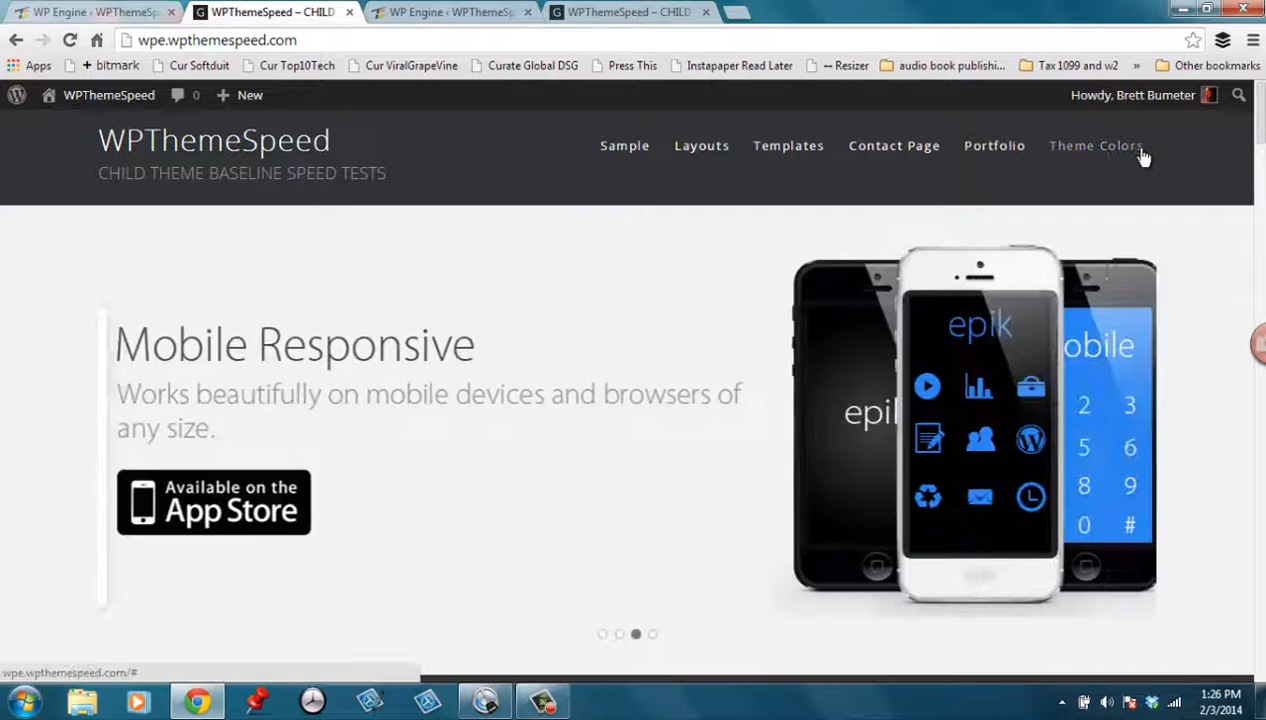 WP Engine ‹ WPThemeSp
WPThemeSpeed – CHILD
WP Engine ‹ WPThemeSp
WPThemeSpeed – CHILD
wpe.wpthemespeed.com
Apps
+ bitmark
Cur Softduit
Cur Top10Tech
Cur ViralGrapeVine
Curate Global DSG
Press This
Instapaper Read Later
↔ Resizer
audio book publishi...
Tax 1099 and w2
»
Other bookmarks
WPThemeSpeed
0
+ New
Howdy, Brett Bumeter
WPThemeSpeed
CHILD THEME BASELINE SPEED TESTS
Sample
Layouts
Templates
Contact Page
Portfolio
Theme Colors
Mobile Responsive
Works beautifully on mobile devices and browsers of
any size.
Available on the
App Store
epik
epik
obile
2 3
5 6
8 9
0 #
wpe.wpthemespeed.com/#
1:26 PM
2/3/2014